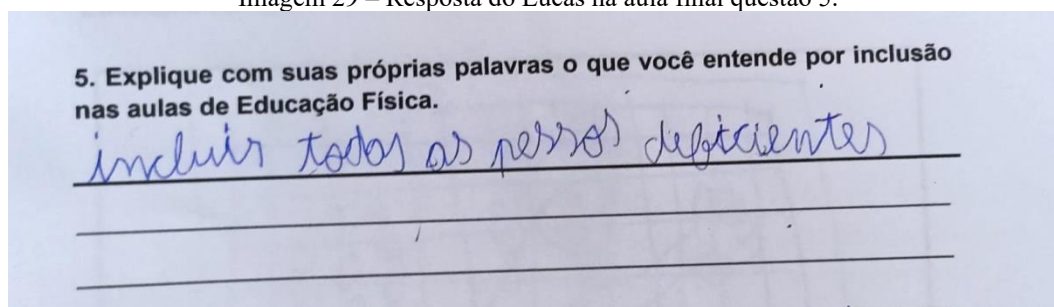 Imagem 29 – Resposta do Lucas na aula final questão 5.
5. Explique com suas próprias palavras o que você entende por inclusão
nas aulas de Educação Física.
incluir todos as pessos deficientes